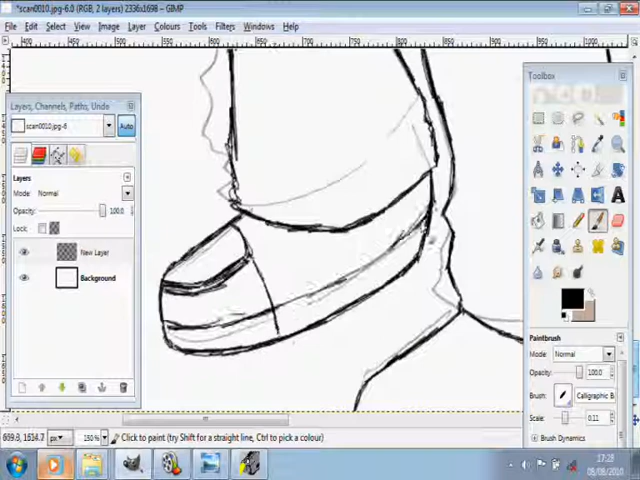 *scan0010.jpg-6.0 (RGB, 2 layers) 2336x1698 – GIMP
File Edit Select View Image Layer Colours Tools Filters Windows Help
Layers, Channels, Paths, Undo
scan0010.jpg-6 Auto
Layers
Mode: Normal
Opacity: 100.0
Lock:
New Layer
Background
Toolbox
Paintbrush
Mode: Normal
Opacity: 100.0
Brush: Calligraphic B
Scale: 0.11
Brush Dynamics
px 150% Click to paint (try Shift for a straight line, Ctrl to pick a colour)